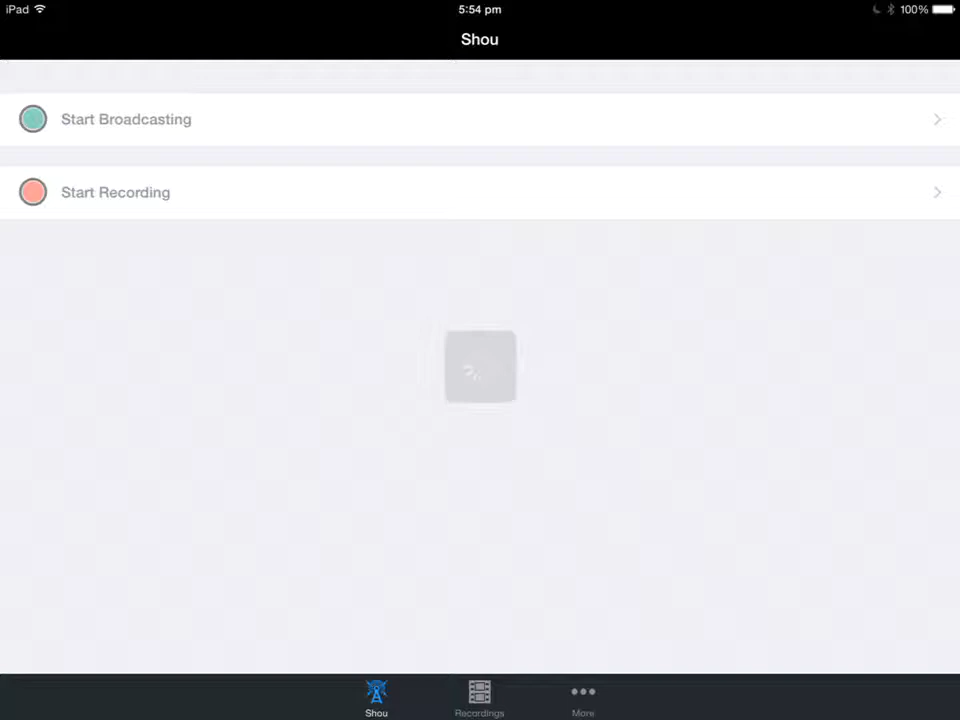 iPad 5:54 pm 100%
Shou
Start Broadcasting
Start Recording
Shou Recordings More